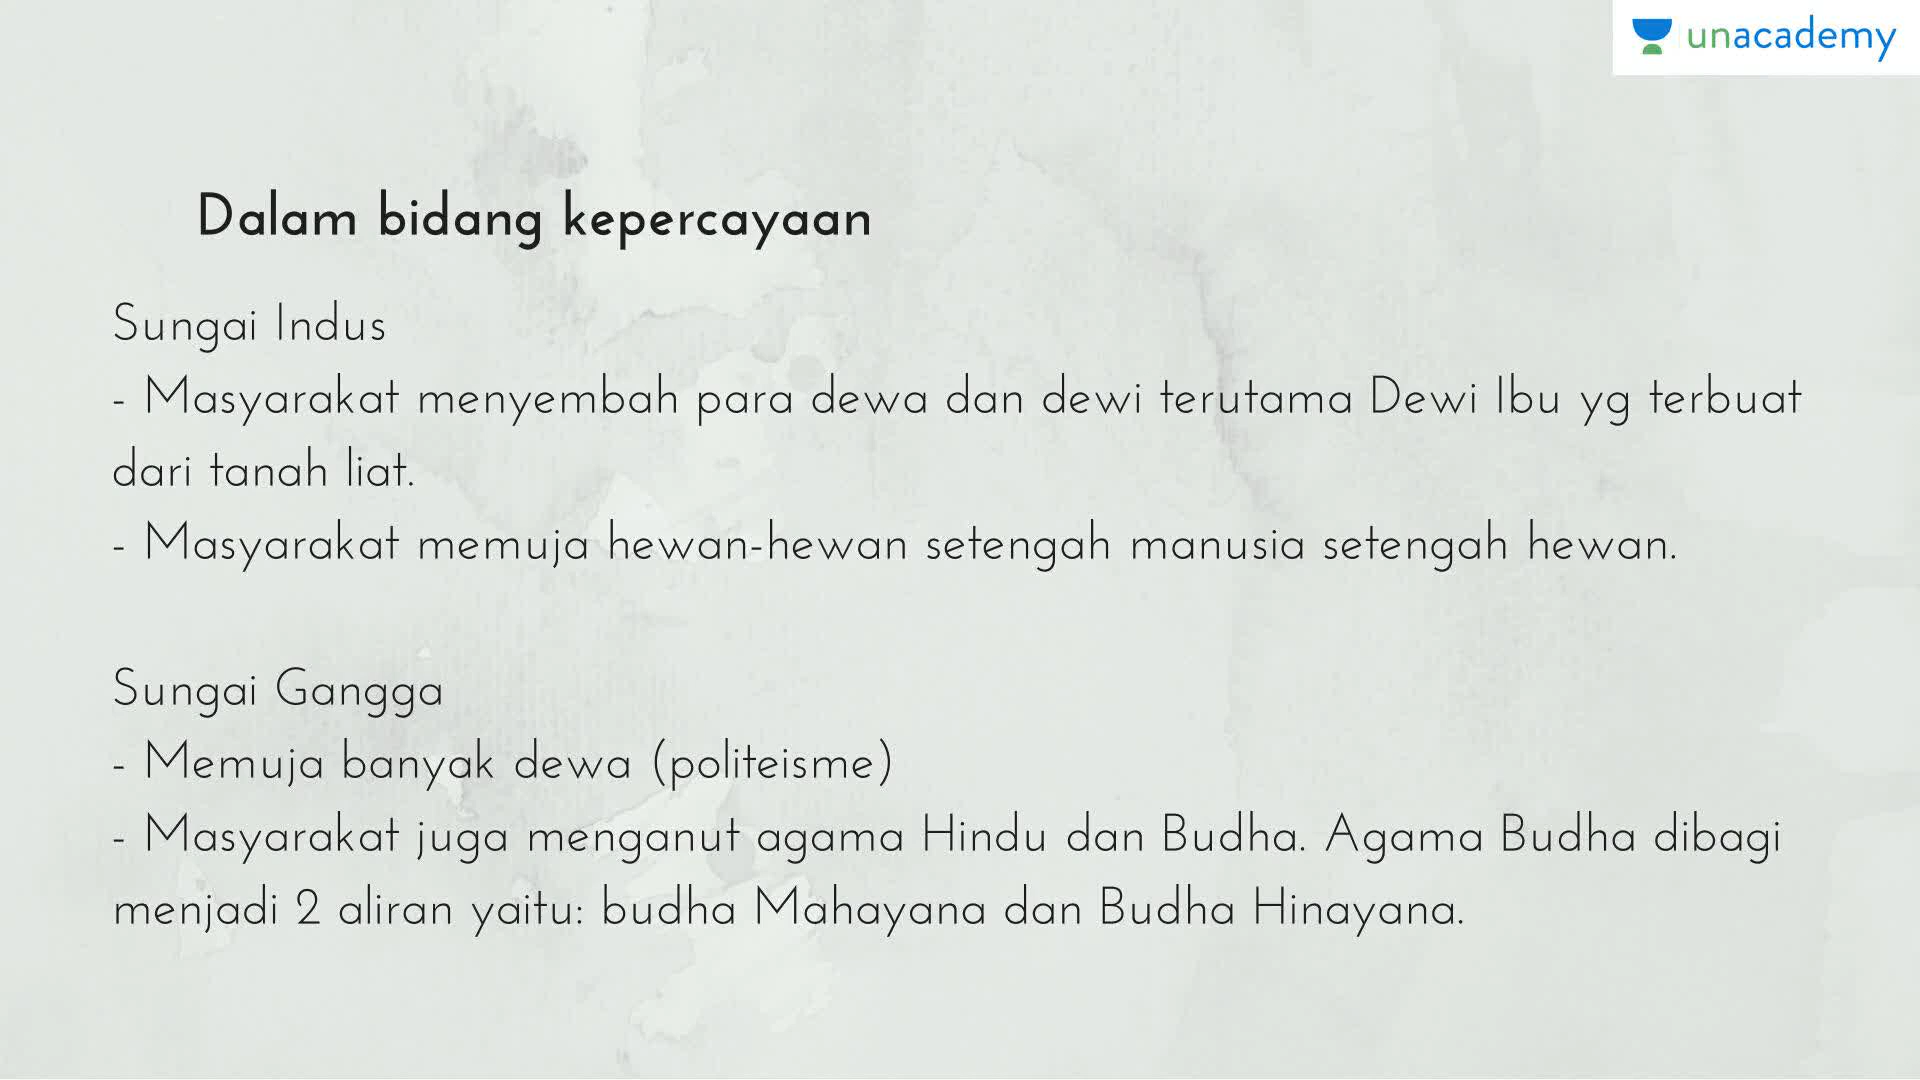 unacademy
Dalam bidang kepercayaan
Sungai Indus
- Masyarakat menyembah para dewa dan dewi terutama Dewi Ibu yg terbuat
dari tanah liat.
- Masyarakat memuja hewan-hewan setengah manusia setengah hewan.
Sungai Gangga
- Memuja banyak dewa (politeisme)
- Masyarakat juga menganut agama Hindu dan Budha. Agama Budha dibagi
menjadi 2 aliran yaitu: budha Mahayana dan Budha Hinayana.